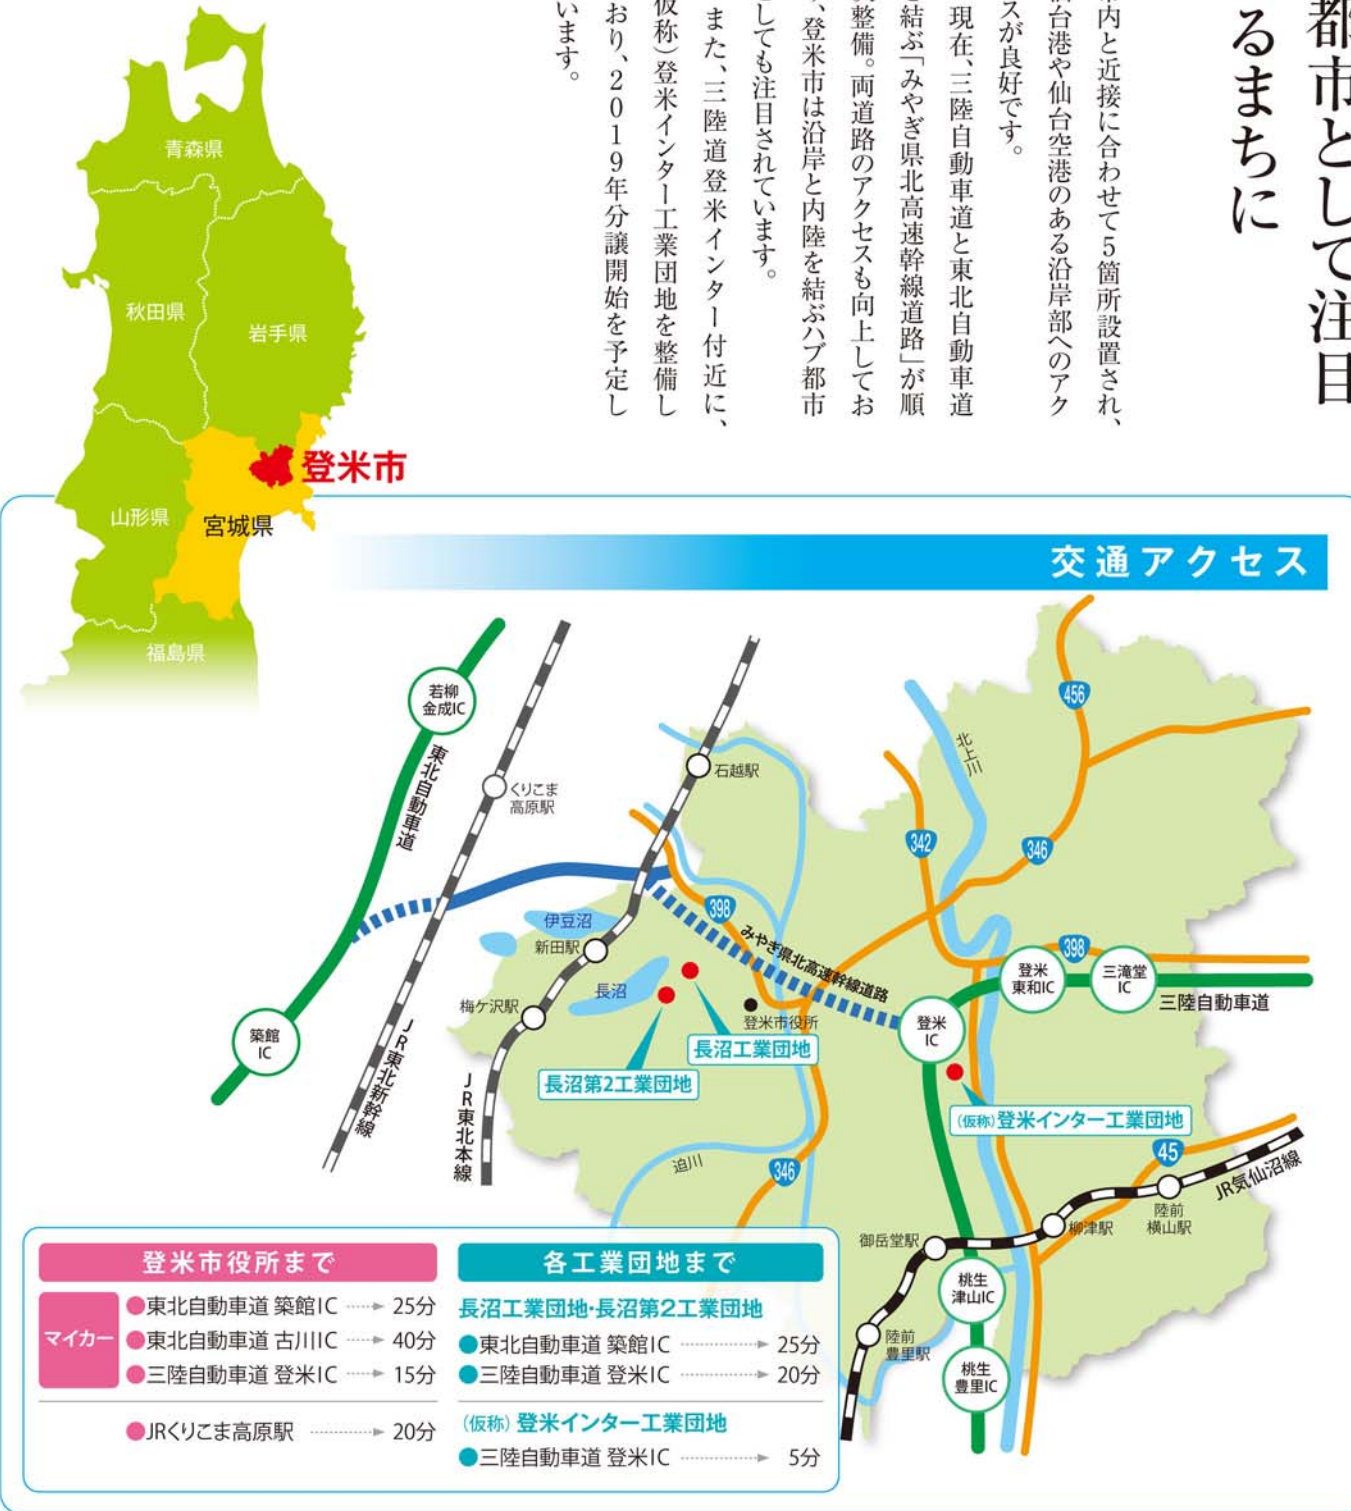 都市として注目
るまちに
市内と近接に合わせて5箇所設置され、
仙台港や仙台空港のある沿岸部へのアク
スが良好です。
現在、三陸自動車道と東北自動車道
を結ぶ「みやぎ県北高速幹線道路」が順
次整備。両道路のアクセスも向上してお
、登米市は沿岸と内陸を結ぶハブ都市
としても注目されています。
また、三陸道登米インター付近に、
仮称)登米インター工業団地を整備し
おり、2019年分譲開始を予定し
います。
青森県
秋田県
岩手県
登米市
山形県
宮城県
福島県
交通アクセス
若柳
金成IC
東北自動車道
くりこま
高原駅
石越駅
北上川
456
342
346
398
伊豆沼
新田駅
長沼
梅ケ沢駅
みやぎ県北高速幹線道路
登米市役所
398
登米
東和IC
三滝堂
IC
三陸自動車道
登米
IC
築館
IC
JR東北新幹線
JR東北本線
長沼工業団地
長沼第2工業団地
(仮称)登米インター工業団地
迫川
346
45
JR気仙沼線
陸前
横山駅
柳津駅
御岳堂駅
桃生
津山IC
陸前
豊里駅
桃生
豊里IC
登米市役所まで
マイカー
●東北自動車道 築館IC 25分
●東北自動車道 古川IC 40分
●三陸自動車道 登米IC 15分
●JRくりこま高原駅 20分
各工業団地まで
長沼工業団地・長沼第2工業団地
●東北自動車道 築館IC 25分
●三陸自動車道 登米IC 20分
(仮称) 登米インター工業団地
●三陸自動車道 登米IC 5分